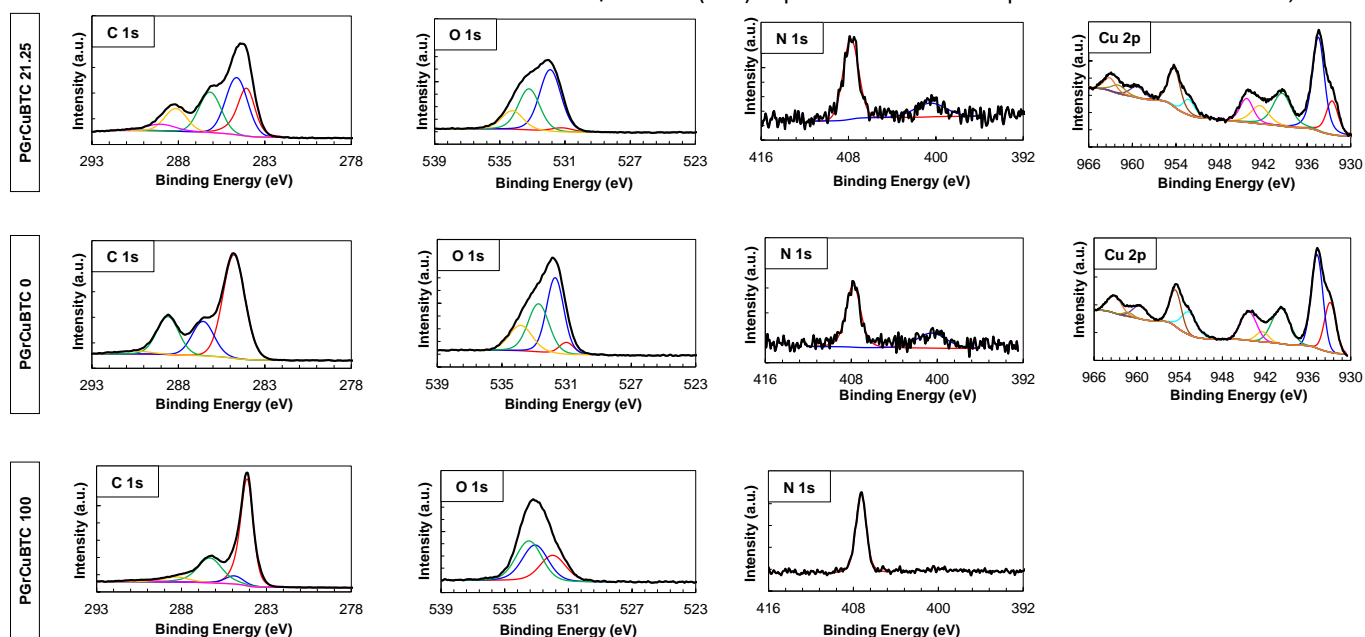 PGrCuBTC 21.25
Intensity (a.u.)
C 1s
293 288 283 278
Binding Energy (eV)
Intensity (a.u.)
O 1s
539 531 527 523
Binding Energy (eV)
Intensity (a.u.)
N 1s
416 408 400 392
Binding Energy (eV)
Intensity (a.u.)
Cu 2p
966 960 954 948 942 936 930
Binding Energy (eV)
PGrCuBTC 0
Intensity (a.u.)
C 1s
293 288 283 278
Binding Energy (eV)
Intensity (a.u.)
O 1s
539 531 527 523
Binding Energy (eV)
Intensity (a.u.)
N 1s
416 408 400 392
Binding Energy (eV)
Intensity (a.u.)
Cu 2p
966 960 954 948 942 936 930
Binding Energy (eV)
PGrCuBTC 100
Intensity (a.u.)
C 1s
293 288 283 278
Binding Energy (eV)
Intensity (a.u.)
O 1s
539 531 527 523
Binding Energy (eV)
Intensity (a.u.)
N 1s
416 408 400 392
Binding Energy (eV)